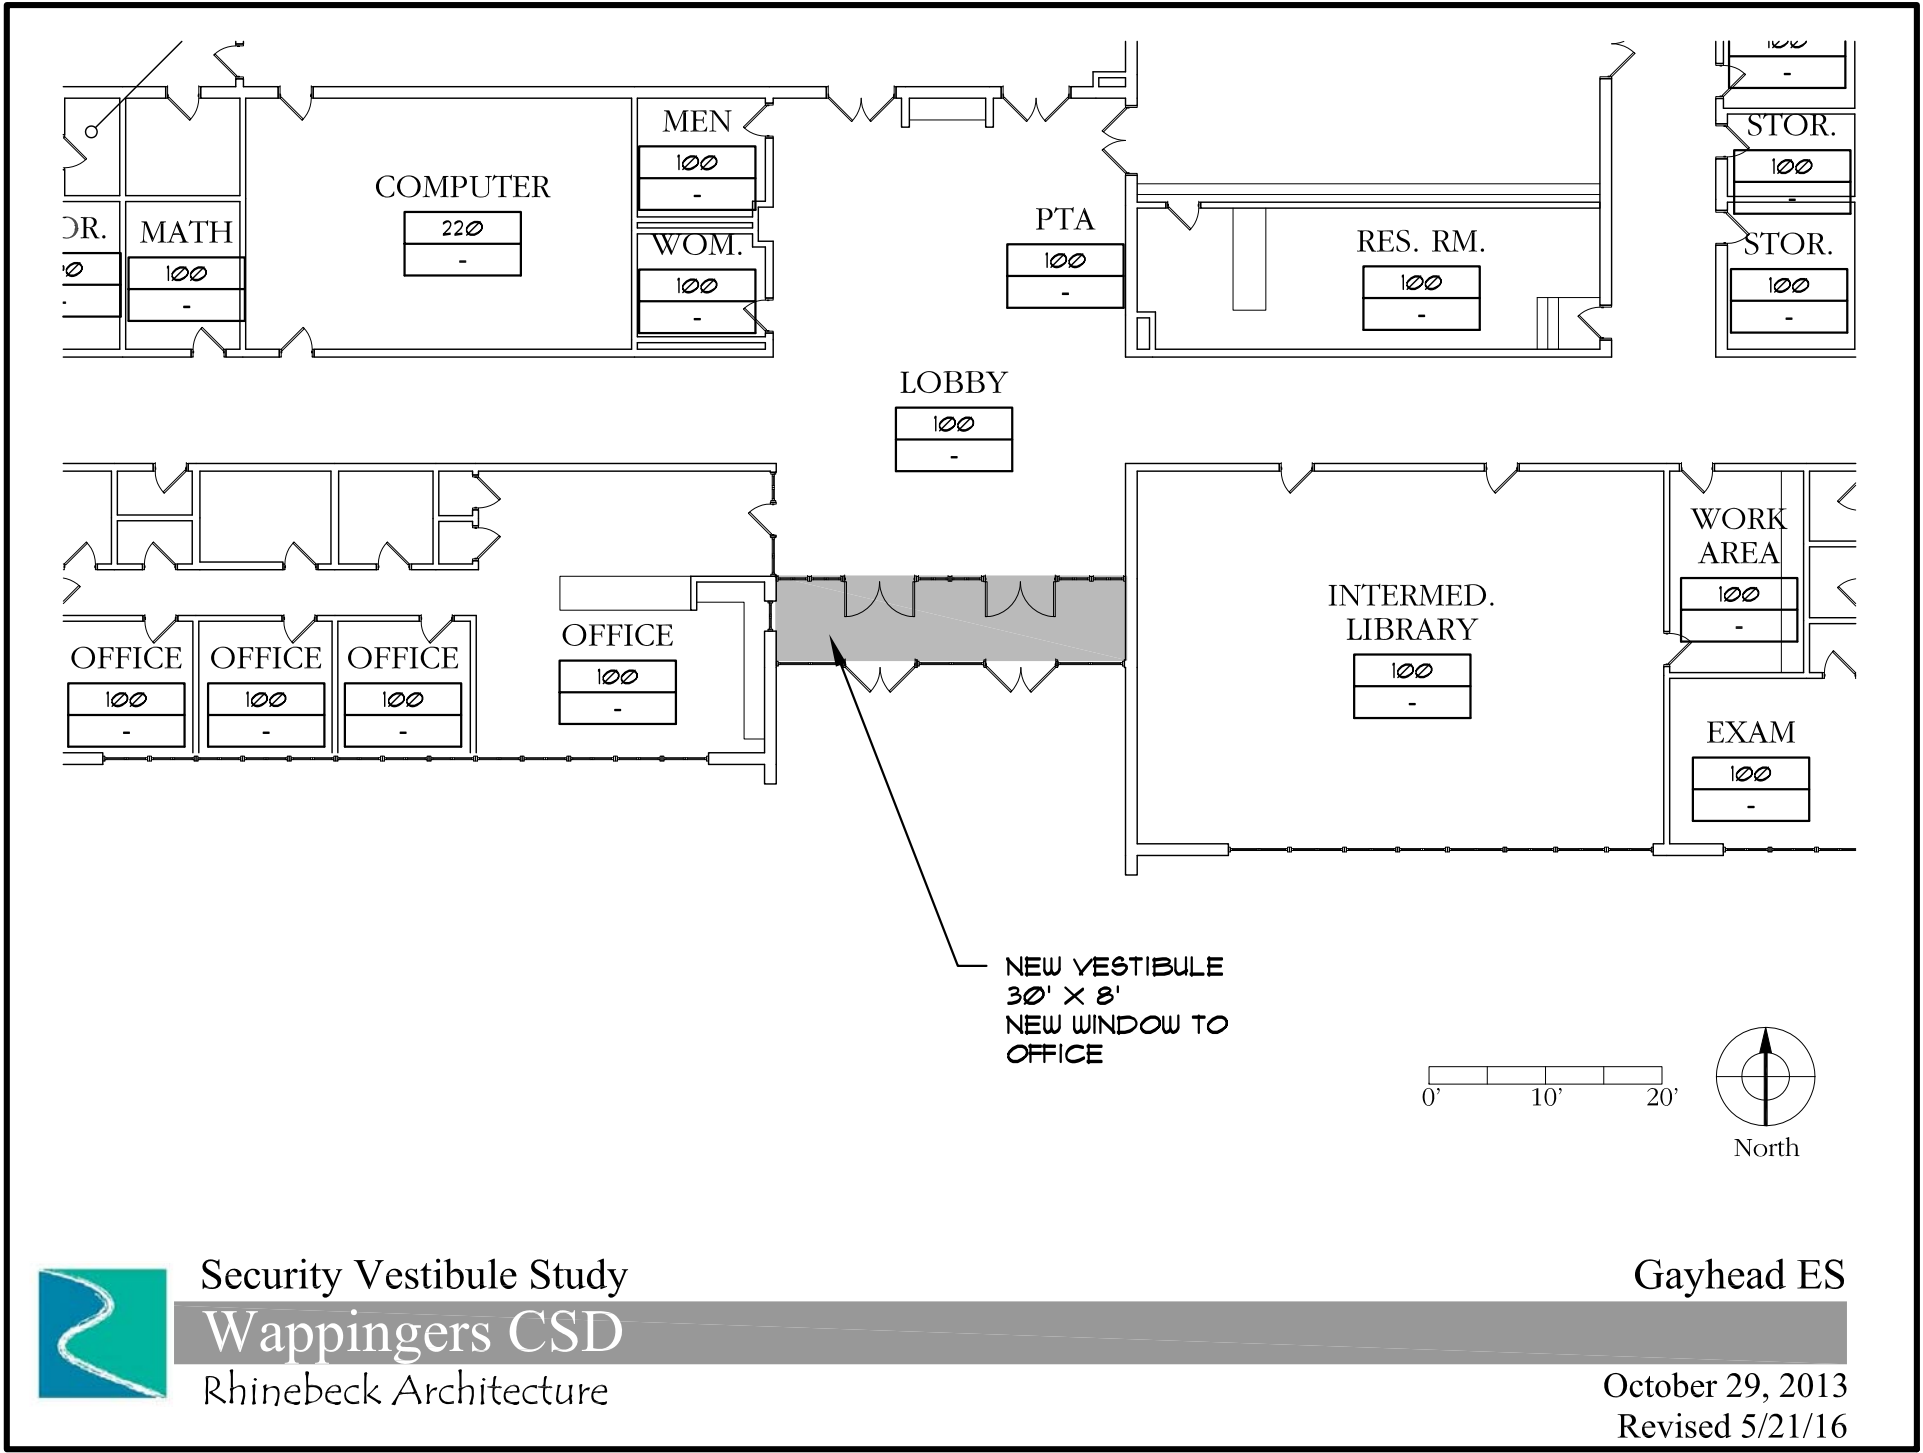 100
-
MEN
100
-
STOR.
100
-
COMPUTER
220
-
PTA
100
-
RES. RM.
100
-
OR.
-
MATH
100
-
WOM.
100
-
STOR.
100
-
LOBBY
100
-
WORK
AREA
100
-
INTERMED.
LIBRARY
100
-
OFFICE
100
-
OFFICE
100
-
OFFICE
100
-
OFFICE
100
-
EXAM
100
-
NEW VESTIBULE
30' X 8'
NEW WINDOW TO
OFFICE
0' 10' 20'
North
Security Vestibule Study
Gayhead ES
Wappingers CSD
Rhinebeck Architecture
October 29, 2013
Revised 5/21/16